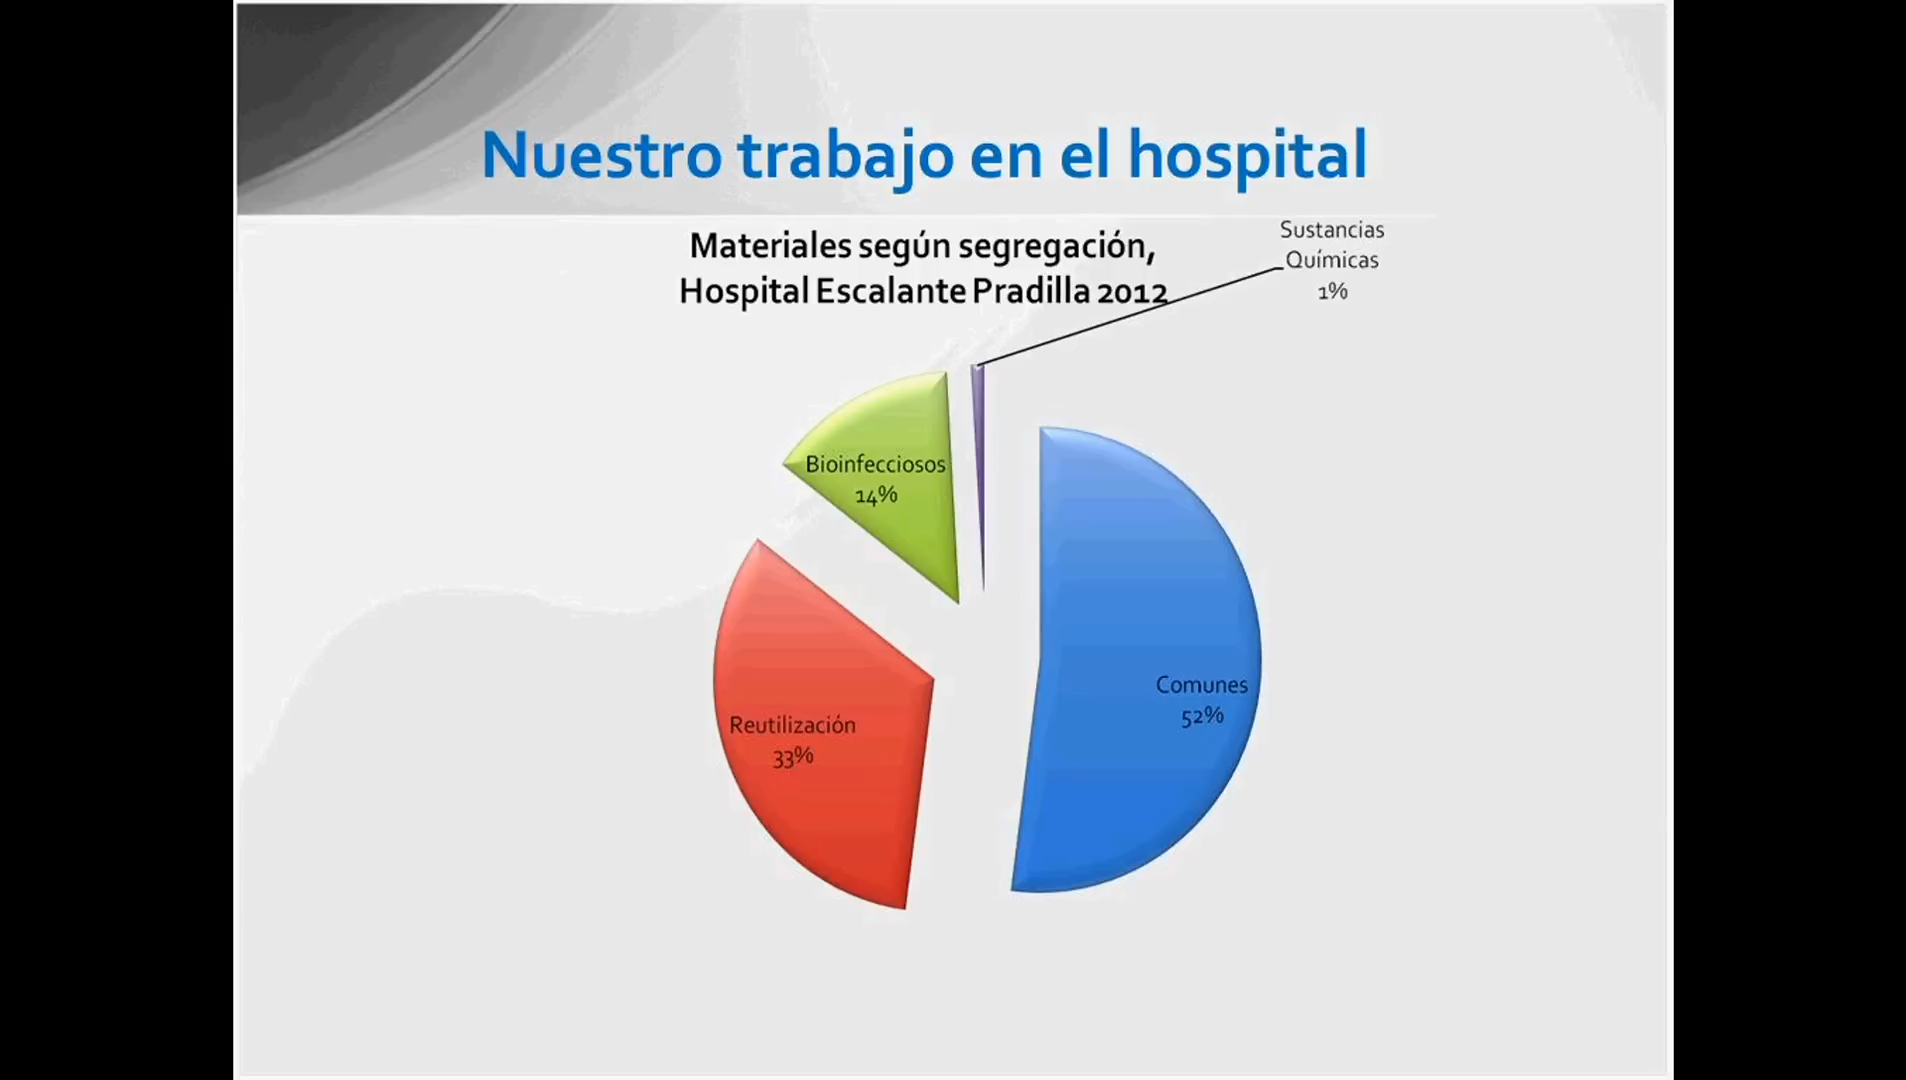 Nuestro trabajo en el hospital
Materiales según segregación,
Hospital Escalante Pradilla 2012
Sustancias
Químicas
1%
Bioinfecciosos
14%
Comunes
52%
Reutilización
33%